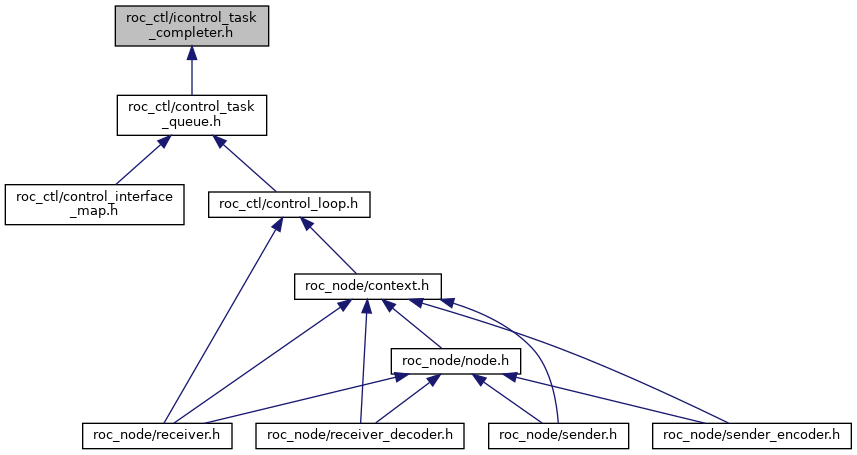 roc_ctl/icontrol_task
_completer.h
roc_ctl/control_task
_queue.h
roc_ctl/control_interface
_map.h
roc_ctl/control_loop.h
roc_node/context.h
roc_node/node.h
roc_node/receiver.h
roc_node/receiver_decoder.h
roc_node/sender.h
roc_node/sender_encoder.h